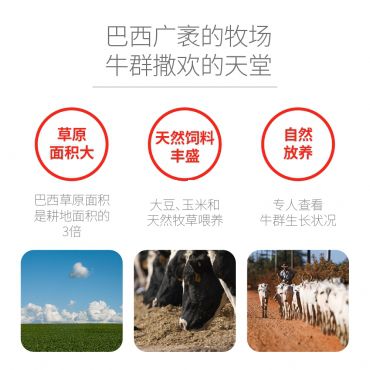 巴西广袤的牧场
牛群撒欢的天堂
草原
面积大
天然饲料
丰盛
自然
放养
巴西草原面积
是耕地面积的
3倍
大豆、玉米和
天然牧草喂养
专人查看
牛群生长状况